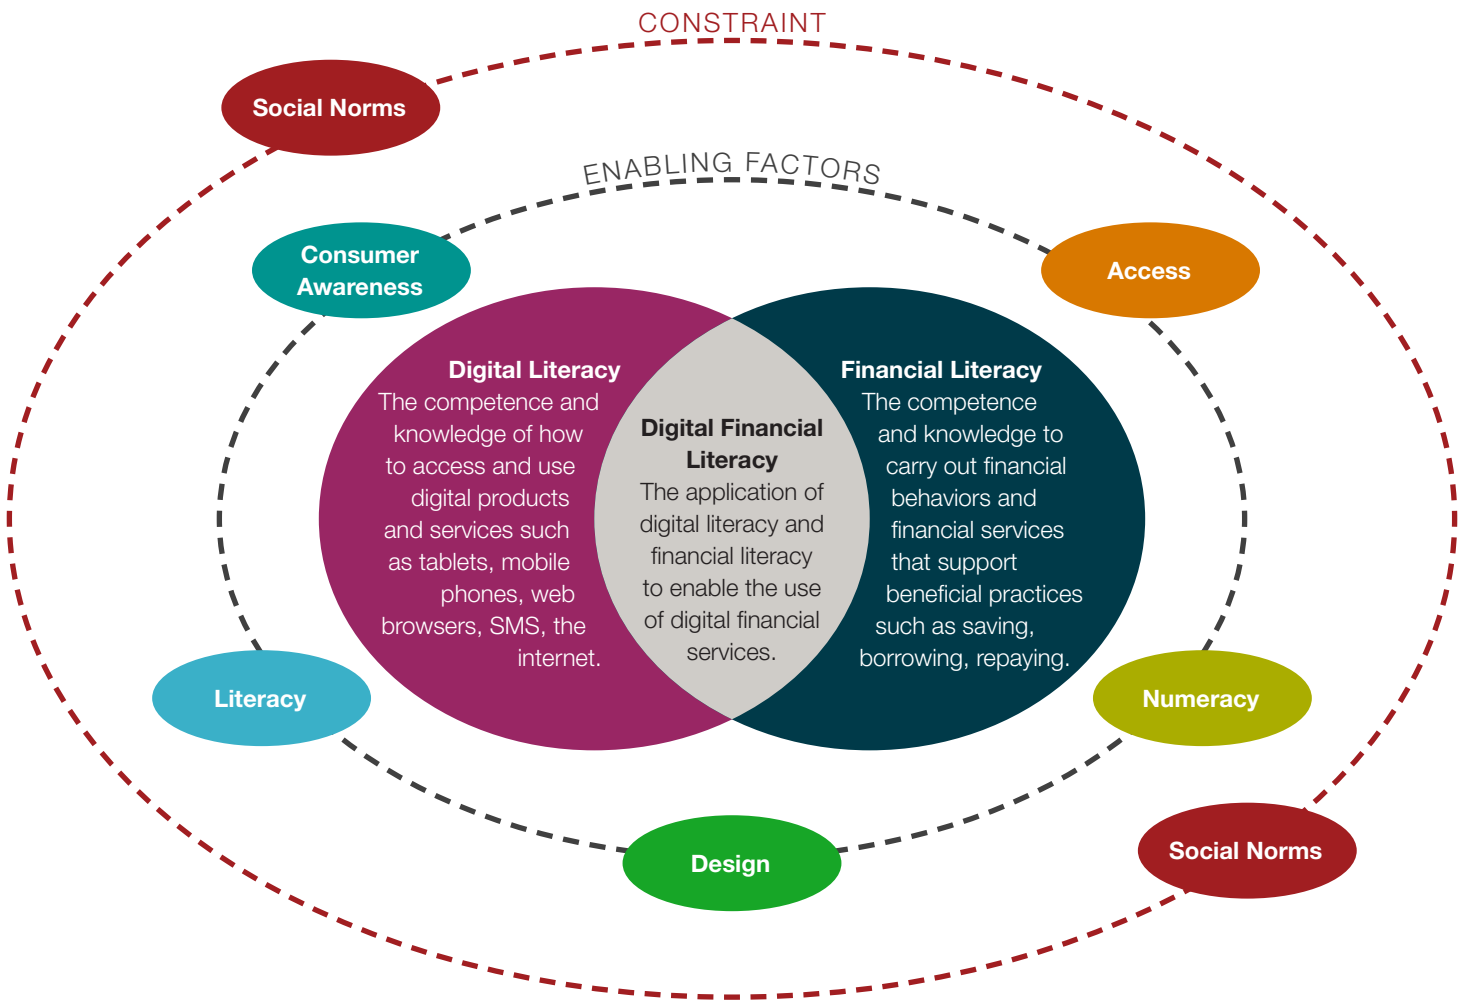 CONSTRAINT
Social Norms
ENABLING FACTORS
Consumer
Awareness
Access
Digital Literacy
The competence and
knowledge of how
to access and use
digital products
and services such
as tablets, mobile
phones, web
browsers, SMS, the
internet.
Digital Financial
Literacy
The application of
digital literacy and
financial literacy
to enable the use
of digital financial
services.
Financial Literacy
The competence
and knowledge to
carry out financial
behaviors and
financial services
that support
beneficial practices
such as saving,
borrowing, repaying.
Literacy
Numeracy
Design
Social Norms